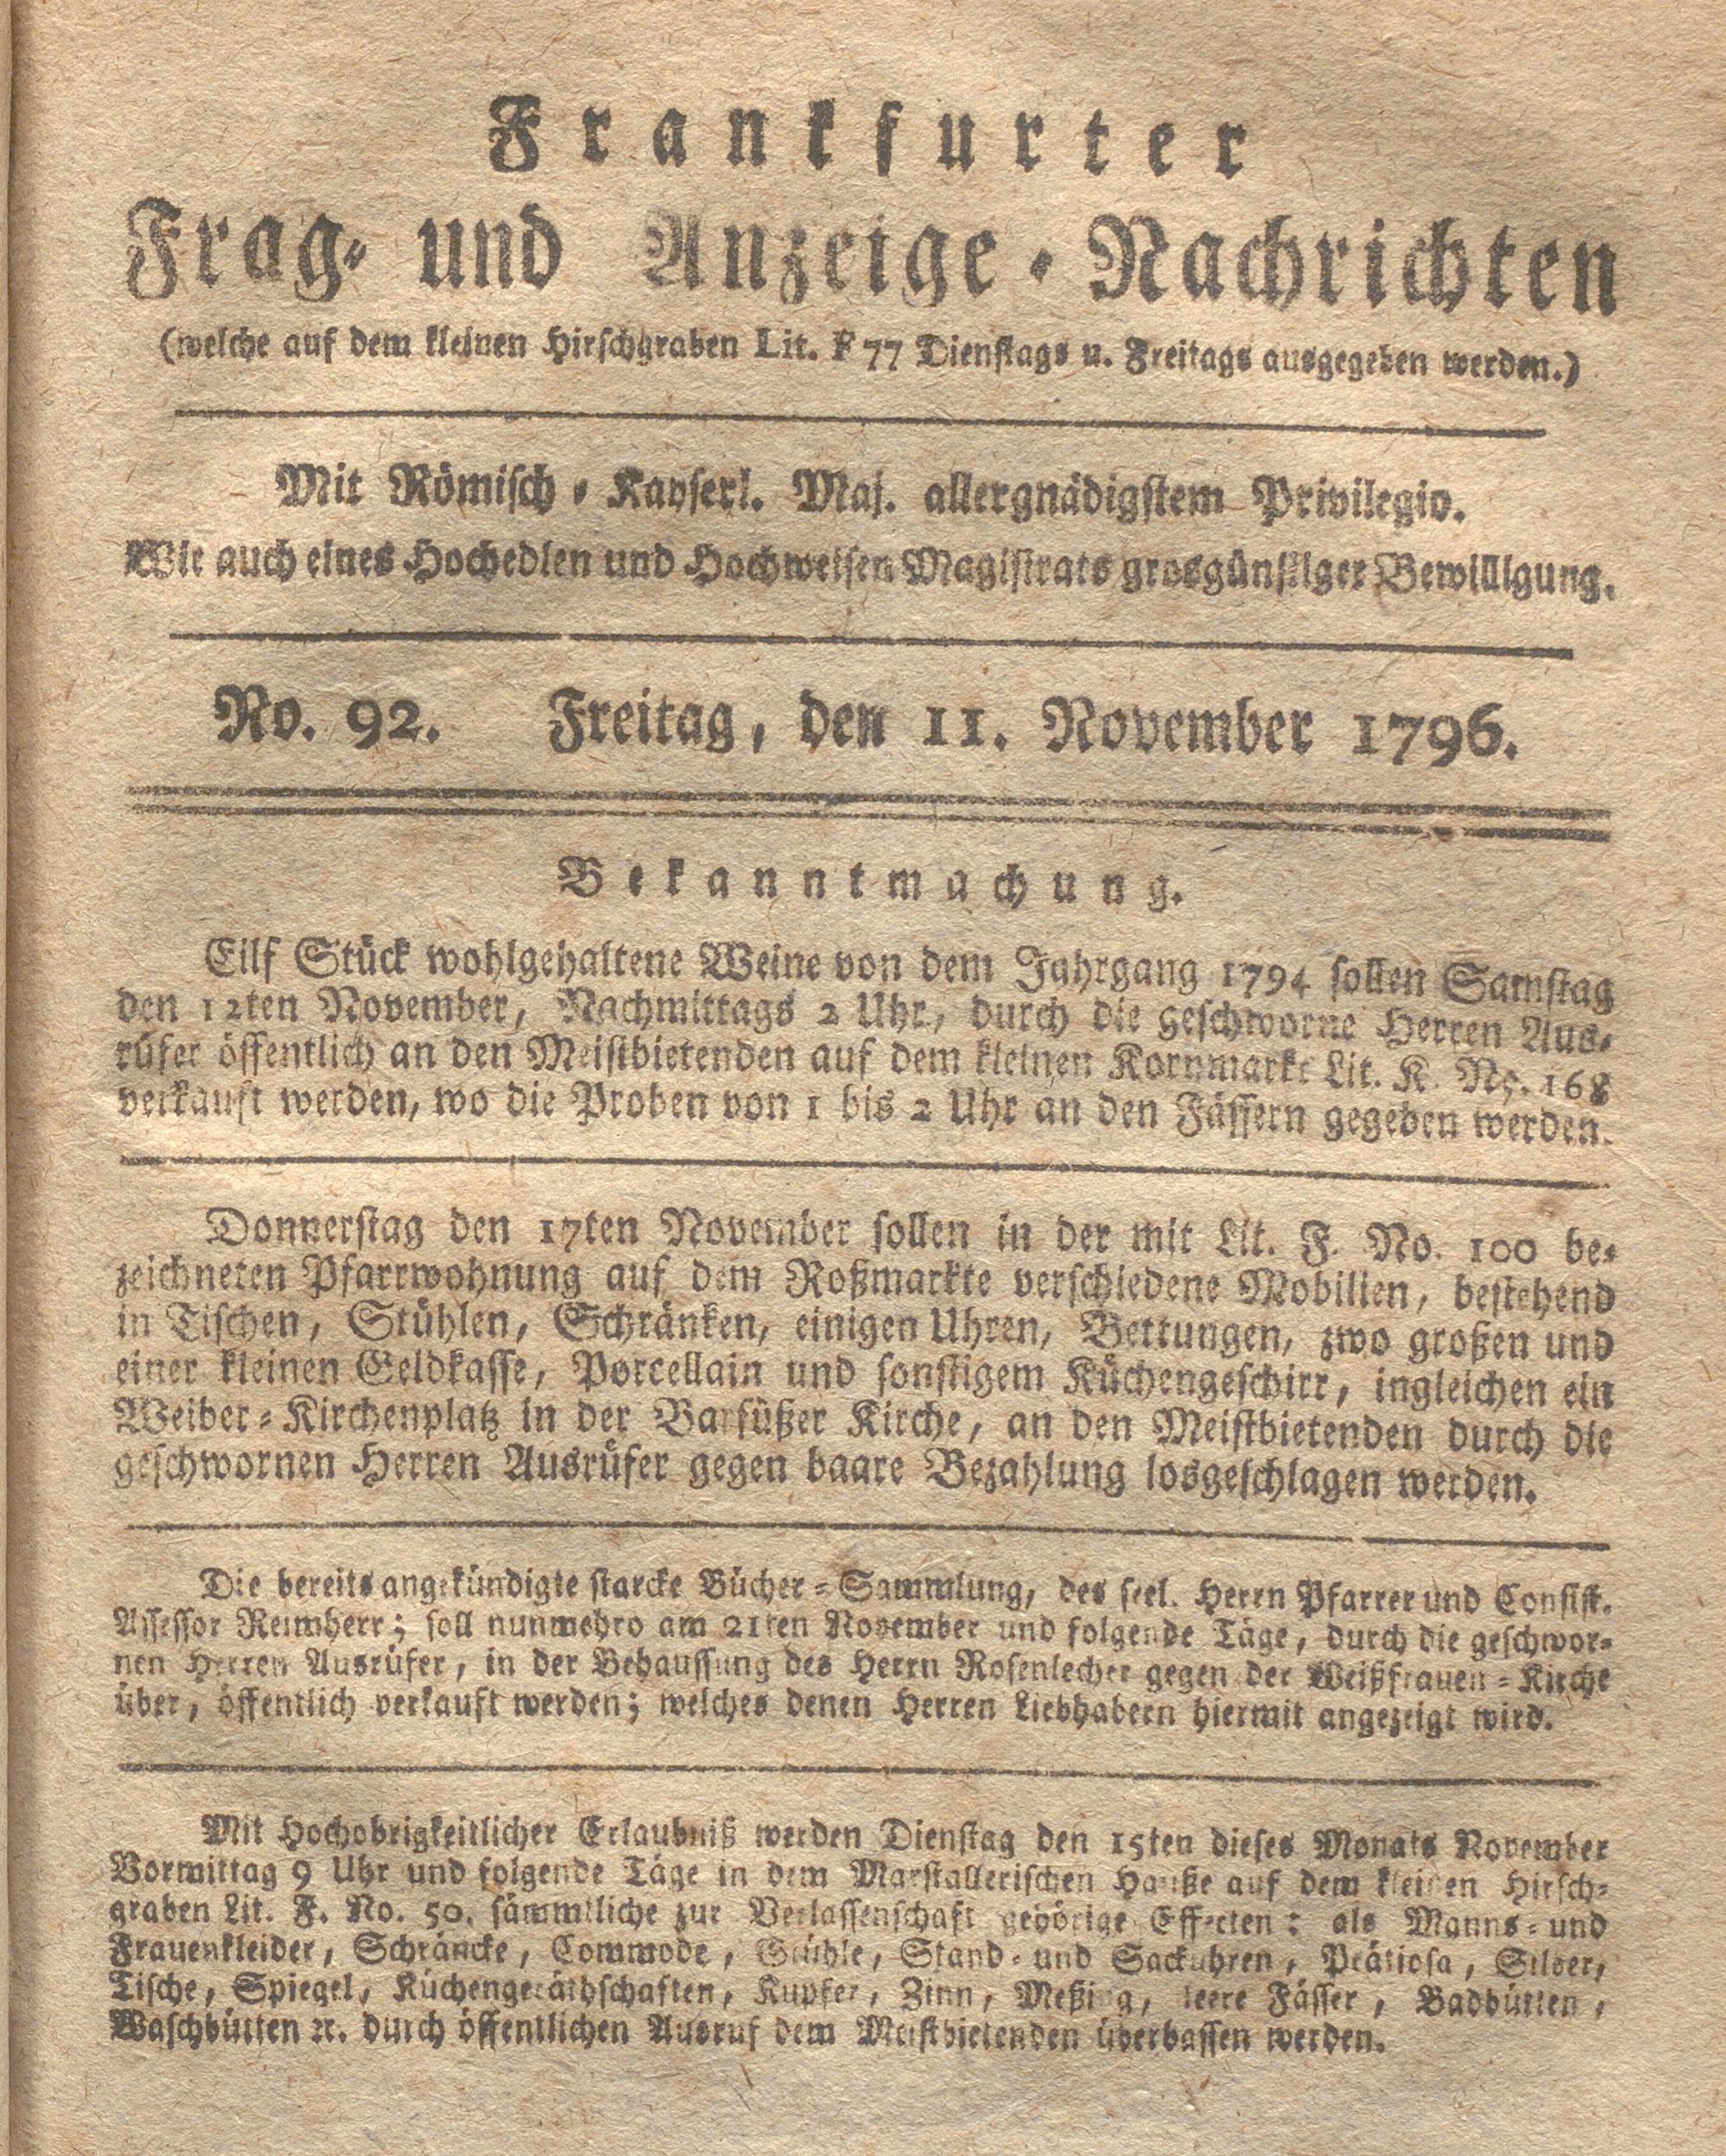 Frankfurter
Frag- und Anzeige-Nachrichten
(welche auf dem kleinen Hirschgraben Lit. F 77 Dienstags u. Freitags ausgegeben werden.)
Mit Römisch-Kayserl. Maj. allergnädigstem Privilegio.
Wie auch eines Hochedlen und Hochweisen Magistrats grosgünstiger Bewilligung.
No. 92. Freitag, den 11. November 1796.
Bekanntmachung.
Eilf Stück wohlgehaltene Weine von dem Jahrgang 1794 sollen Samstag
den 12ten November, Nachmittags 2 Uhr, durch die geschworne Herren Aus-
rüfer öffentlich an den Meistbietenden auf dem kleinen Kornmarkt Lit. K. No. 168
verkauft werden, wo die Proben von 1 bis 2 Uhr an den Fässern gegeben werden.
Donnerstag den 17ten November sollen in der mit Lit. F. No. 100 be-
zeichneten Pfarrwohnung auf dem Roßmarkte verschiedene Mobilien, bestehend
in Tischen, Stühlen, Schränken, einigen Uhren, Bettungen, zwo großen und
einer kleinen Geldkasse, Porcellain und sonstigem Küchengeschirr, ingleichen ein
Weiber-Kirchenplatz in der Barfüßer Kirche, an den Meistbietenden durch die
geschwornen Herren Ausrüfer gegen baare Bezahlung losgeschlagen werden.
Die bereits angekündigte starcke Bücher-Sammlung, des seel. Herrn Pfarrer und Consist.
Assessor Reimherr; soll nunmehro am 21ten November und folgende Täge, durch die geschwor-
nen Herren Ausrüfer, in der Behaussung des Herrn Rosenlecher gegen der Weißfrauen-Kirche
über, öffentlich verkauft werden; welches denen Herren Liebhabern hiermit angezeigt wird.
Mit Hochobrigkeitlicher Erlaubniß werden Dienstag den 15ten dieses Monats November
Vormittag 9 Uhr und folgende Täge in dem Marstallerischen Hauße auf dem kleinen Hirsch-
graben Lit. F. No. 50. sämmtliche zur Verlassenschaft gehörige Effecten: als Manns- und
Frauenkleider, Schräncke, Commode, Stühle, Stand- und Sackuhren, Prätiosa, Silber,
Tische, Spiegel, Küchengeräthschaften, Kupfer, Zinn, Meßing, leere Fässer, Badbütten,
Waschbütten ꝛc. durch öffentlichen Ausruf dem Meistbietenden überbassen werden.